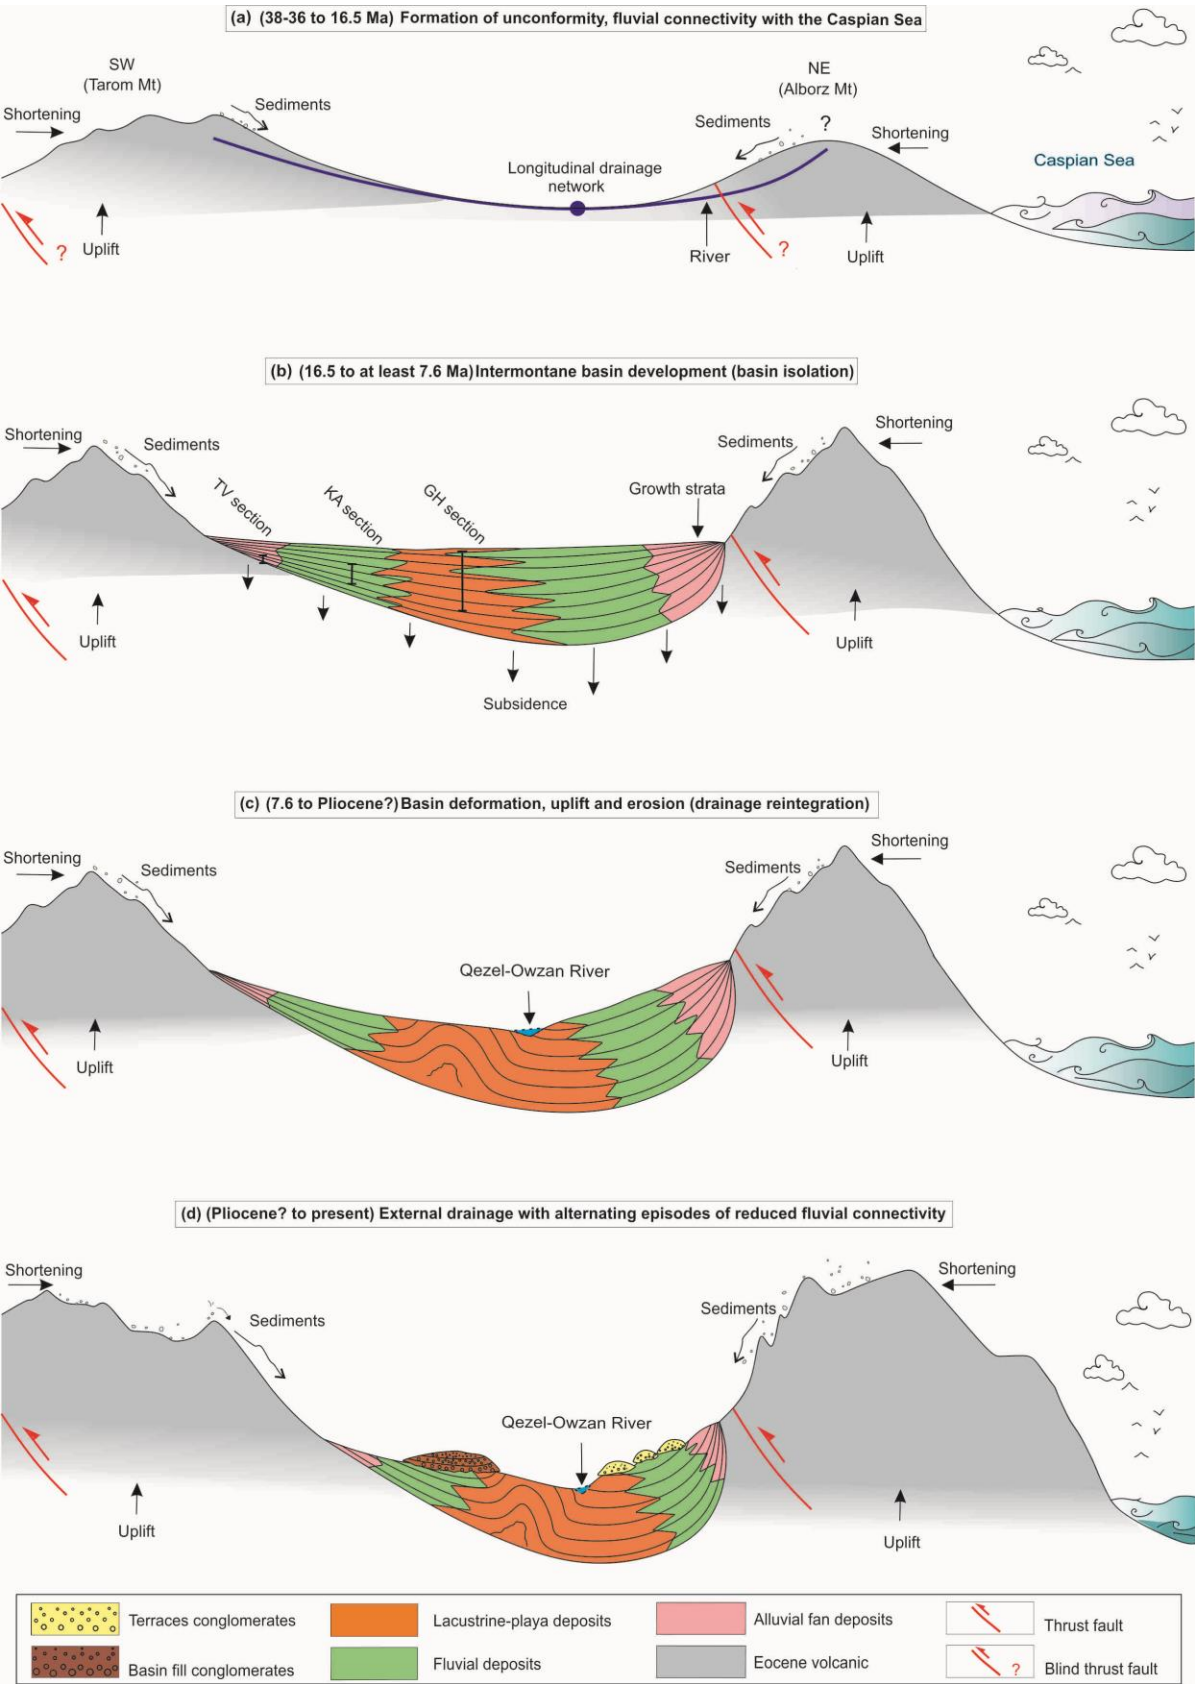 (a) (38-36 to 16.5 Ma) Formation of unconformity, fluvial connectivity with the Caspian Sea
SW
(Tarom Mt)
NE
(Alborz Mt)
Shortening
Sediments
Sediments
?
Shortening
Caspian Sea
Longitudinal drainage
network
?
Uplift
River
?
Uplift
(b) (16.5 to at least 7.6 Ma) Intermontane basin development (basin isolation)
Shortening
Sediments
Sediments
Shortening
TV section
KA section
GH section
Growth strata
Uplift
Uplift
Subsidence
(c) (7.6 to Pliocene?) Basin deformation, uplift and erosion (drainage reintegration)
Shortening
Sediments
Sediments
Shortening
Qezel-Owzan River
Uplift
Uplift
(d) (Pliocene? to present) External drainage with alternating episodes of reduced fluvial connectivity
Shortening
Sediments
Sediments
Shortening
Qezel-Owzan River
Uplift
Uplift
Terraces conglomerates
Lacustrine-playa deposits
Alluvial fan deposits
Thrust fault
Basin fill conglomerates
Fluvial deposits
Eocene volcanic
?
Blind thrust fault